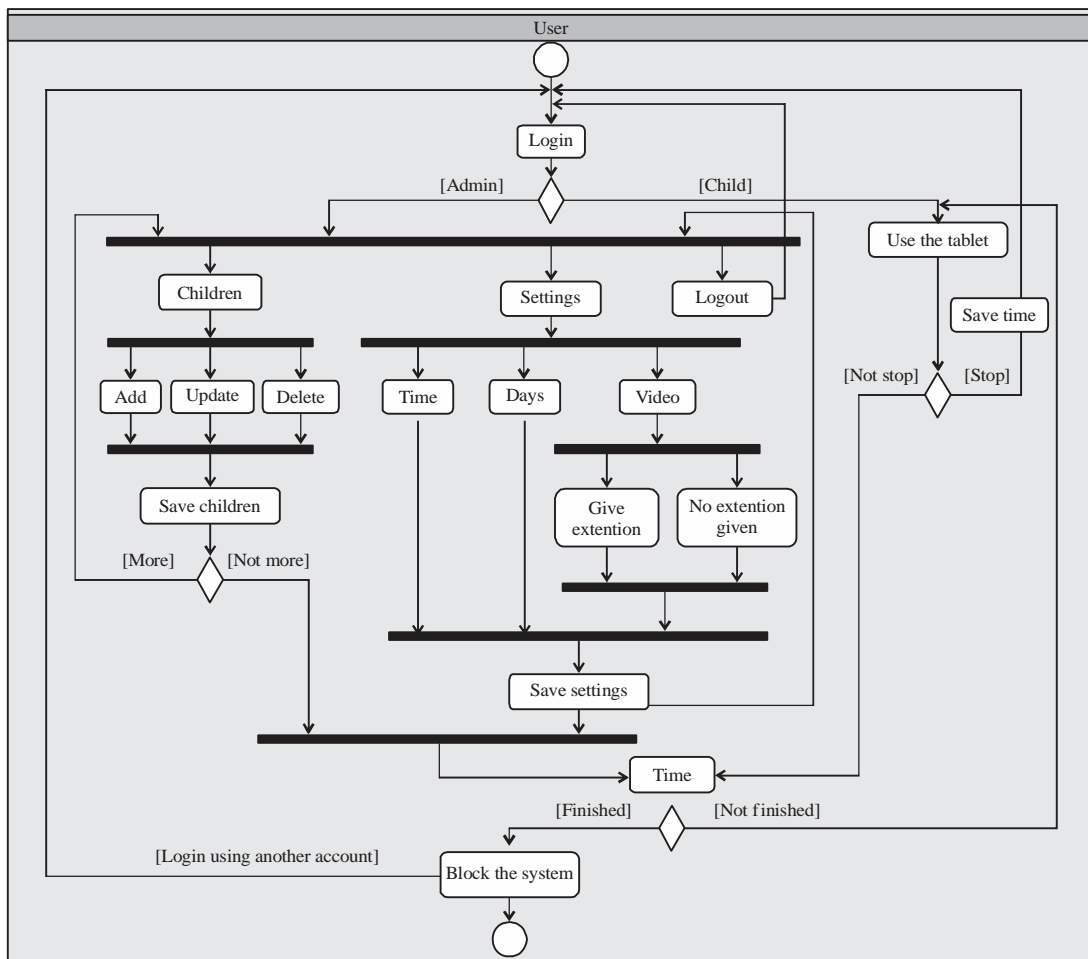 User
Login
[Admin]
[Child]
Use the tablet
Children
Settings
Logout
Save time
Add
Update
Delete
Time
Days
Video
[Not stop]
[Stop]
Save children
Give
extention
No extention
given
[More]
[Not more]
Save settings
Time
[Finished]
[Not finished]
[Login using another account]
Block the system